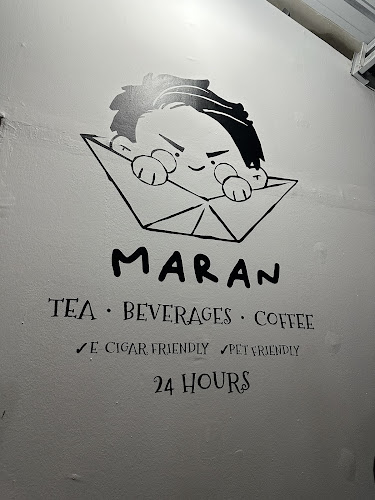 MARAN
TEA · BEVERAGES · COFFEE
✓E CIGAR FRIENDLY ✓PET FRIENDLY
24 HOURS